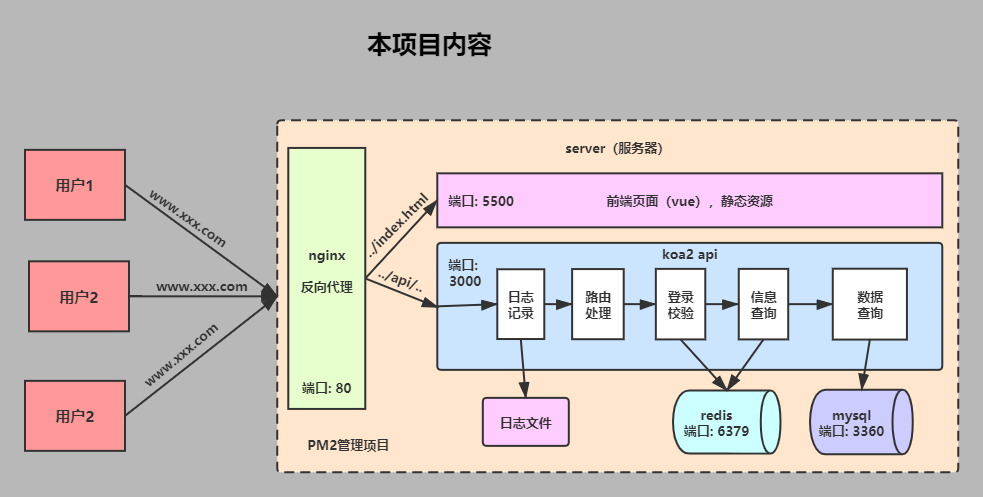 本项目内容
server（服务器）
用户1
www.xxx.com
用户2
www.xxx.com
用户2
www.xxx.com
nginx
反向代理
端口: 80
../index.html
../api/..
端口: 5500
前端页面（vue），静态资源
koa2 api
端口:
3000
日志
记录
路由
处理
登录
校验
信息
查询
数据
查询
日志文件
redis
端口: 6379
mysql
端口: 3360
PM2管理项目